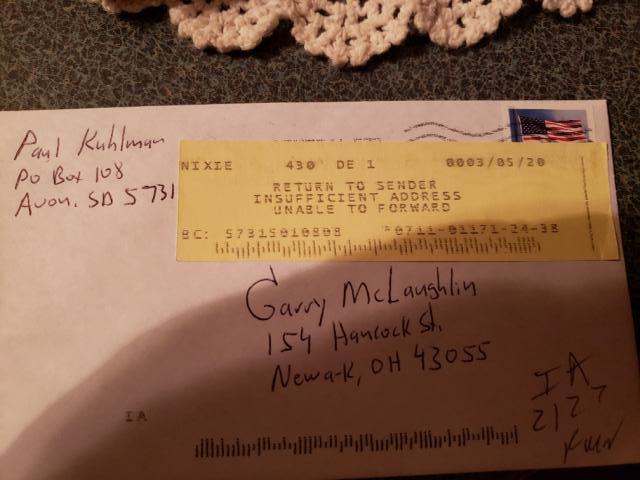 Paul Kuhlman
PO Box 108
Avon, SD 5731
NIXIE 430 DE 1 0003/05/20
RETURN TO SENDER
INSUFFICIENT ADDRESS
UNABLE TO FORWARD
BC: 57315010808 *0711-01171-24-38
Garry McLaughlin
154 Hancock St.
Newark, OH 43055
IA
2127
IA